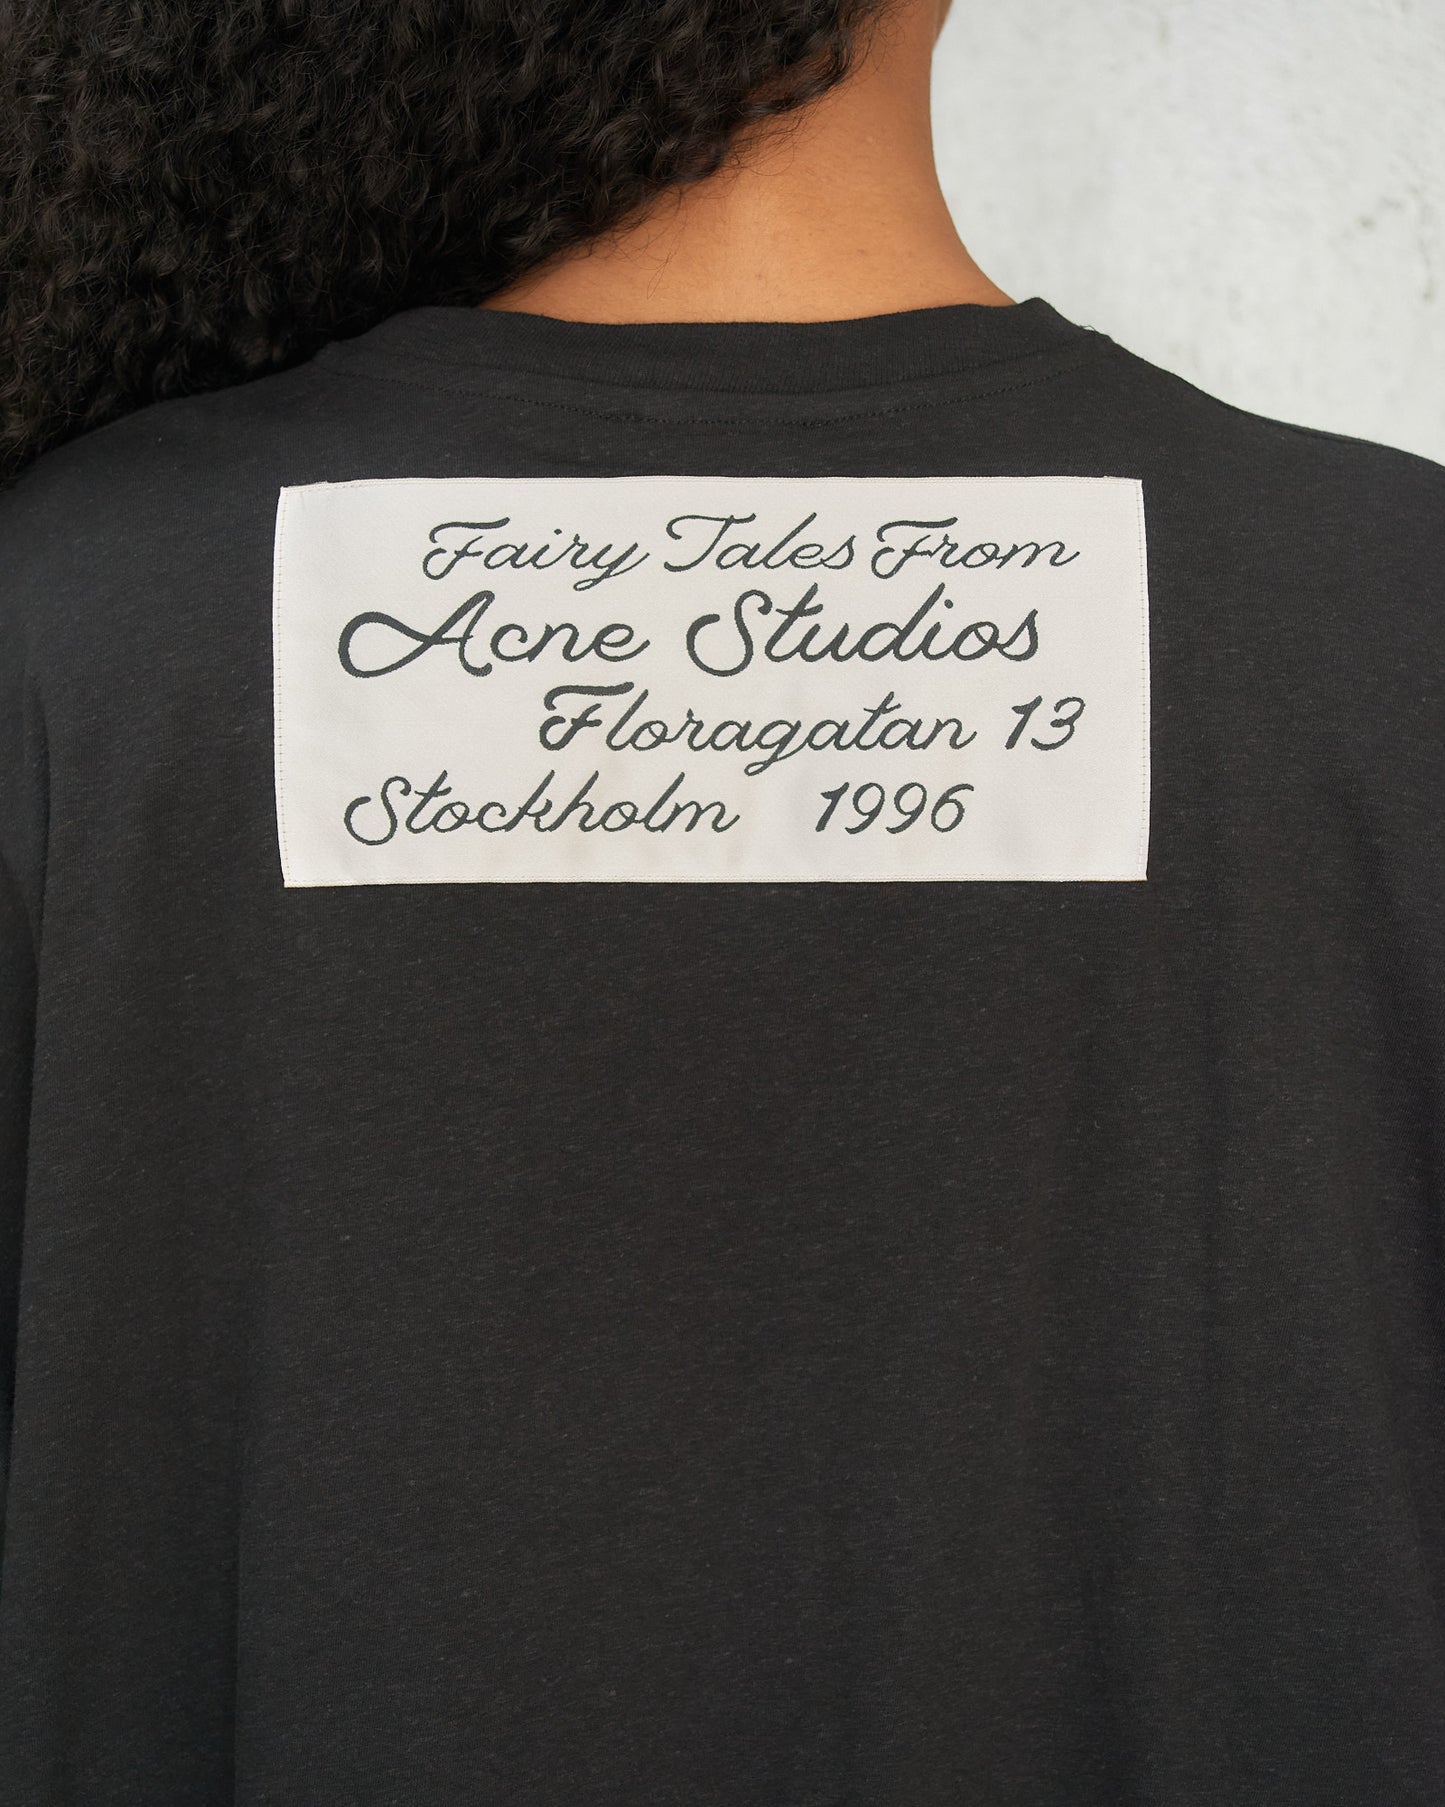 Fairy Tales From
Acne Studios
Floragatan 13
Stockholm 1996